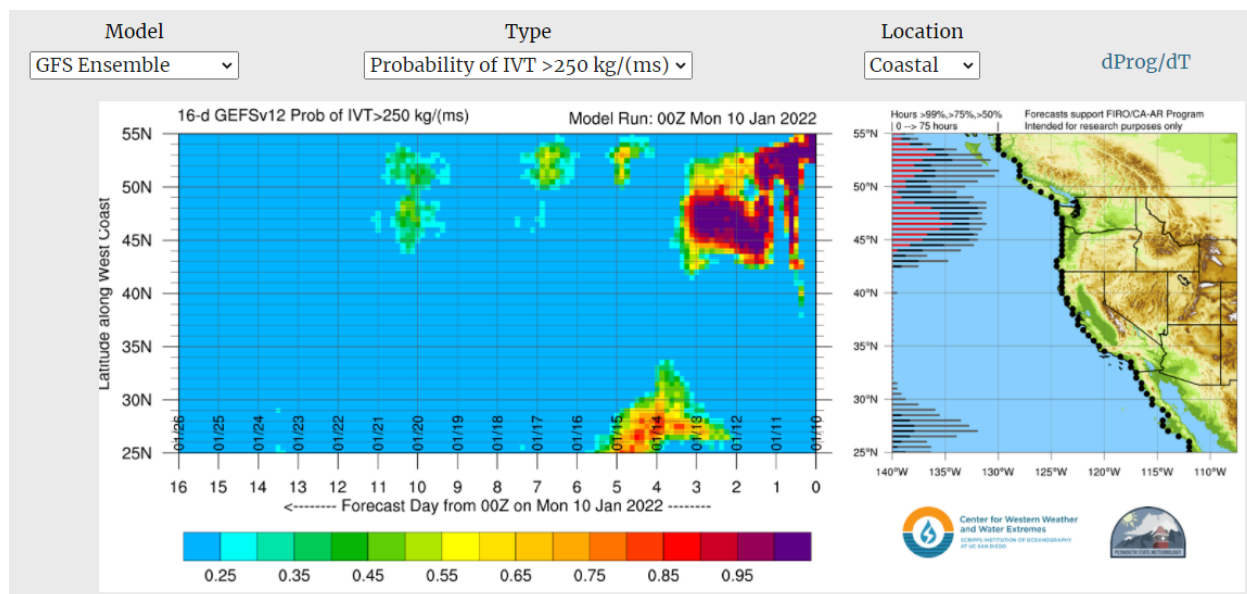 Model
Type
Location
GFS Ensemble
Probability of IVT >250 kg/(ms)
Coastal
dProg/dT
16-d GEFSv12 Prob of IVT>250 kg/(ms)
Model Run: 00Z Mon 10 Jan 2022
Hours >99%,>75%,>50%
0 --> 75 hours
Forecasts support FIRO/CA-AR Program
Intended for research purposes only
Latitude along West Coast
55N
50N
45N
40N
35N
30N
25N
01/26
01/25
01/24
01/23
01/22
01/21
01/20
01/19
01/18
01/17
01/16
01/15
01/14
01/13
01/12
01/11
01/10
16 15 14 13 12 11 10 9 8 7 6 5 4 3 2 1 0
<-------- Forecast Day from 00Z on Mon 10 Jan 2022 --------
0.25 0.35 0.45 0.55 0.65 0.75 0.85 0.95
55°N
50°N
45°N
40°N
35°N
30°N
25°N
140°W 135°W 130°W 125°W 120°W 115°W 110°W
Center for Western Weather
and Water Extremes
SCRIPPS INSTITUTION OF OCEANOGRAPHY
AT UC SAN DIEGO
PLYMOUTH STATE METEOROLOGY